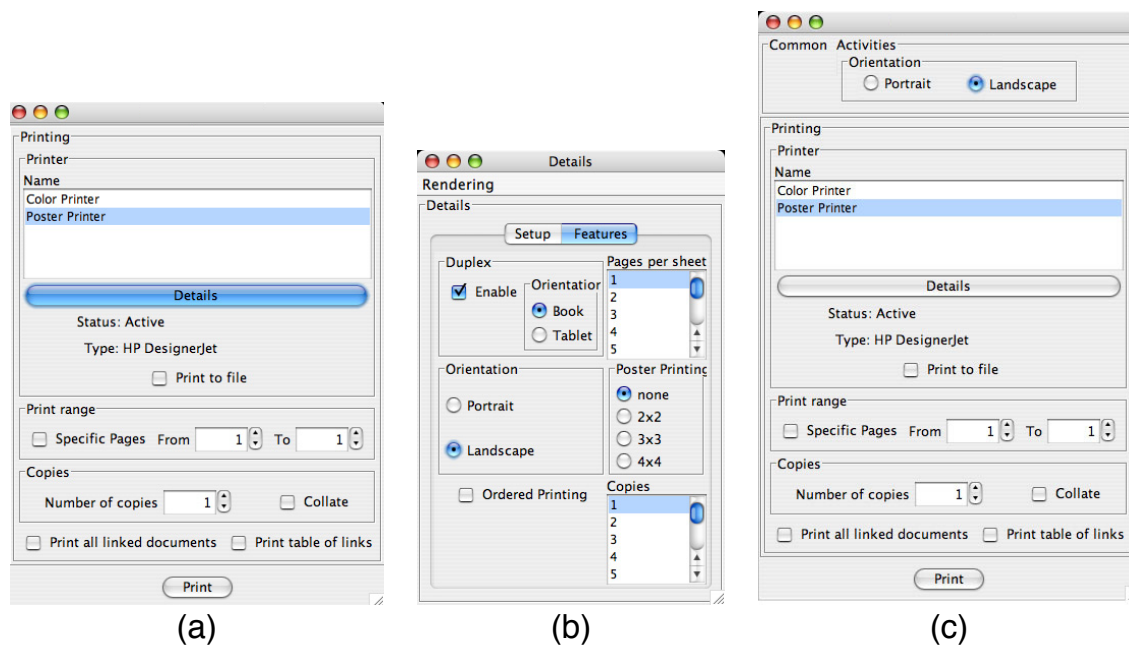 Printing
Printer
Name
Color Printer
Poster Printer
Details
Status: Active
Type: HP DesignerJet
Print to file
Print range
Specific Pages From 1 To 1
Copies
Number of copies 1 Collate
Print all linked documents Print table of links
Print
(a)
Details
Rendering
Details
Setup Features
Duplex
Enable
Orientation
Book
Tablet
Pages per sheet
1
2
3
4
5
Orientation
Portrait
Landscape
Poster Printing
none
2x2
3x3
4x4
Ordered Printing
Copies
1
2
3
4
5
(b)
Common Activities
Orientation
Portrait Landscape
Printing
Printer
Name
Color Printer
Poster Printer
Details
Status: Active
Type: HP DesignerJet
Print to file
Print range
Specific Pages From 1 To 1
Copies
Number of copies 1 Collate
Print all linked documents Print table of links
Print
(c)